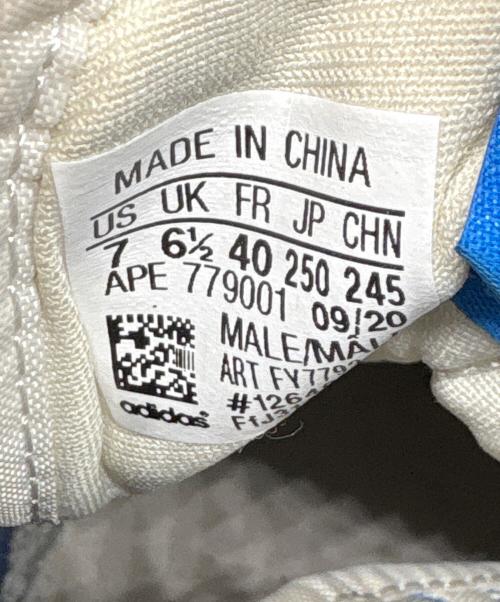 MADE IN CHINA
US UK FR JP CHN
7 6½ 40 250 245
APE 779001 09/20
MALE/
ART
adidas